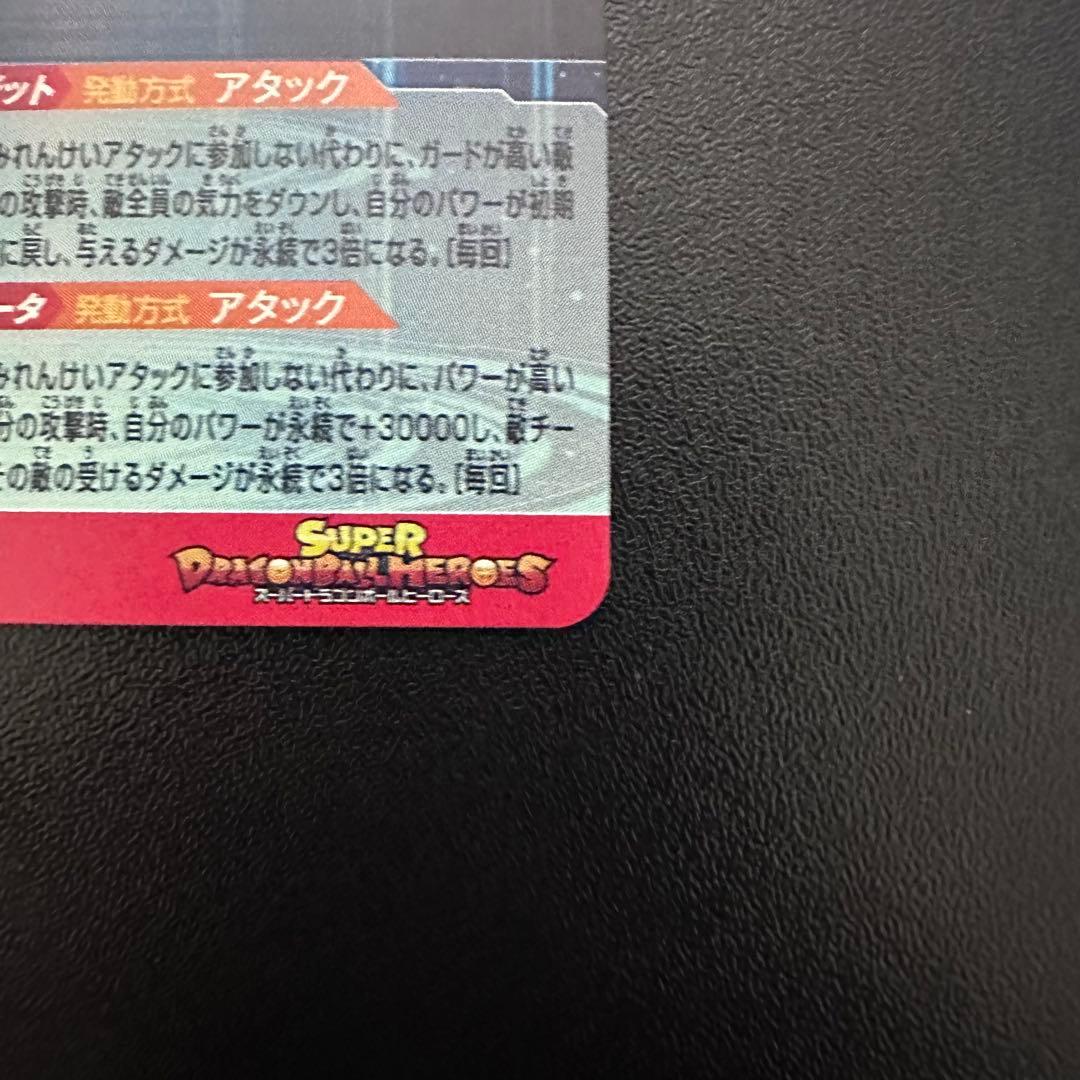 ット 発動方式 アタック
みれんけいアタックに参加しない代わりに、ガードが高い敵
の攻撃時、敵全員の気力をダウンし、自分のパワーが初期
に戻し、与えるダメージが永続で3倍になる。[毎回]
ータ 発動方式 アタック
みれんけいアタックに参加しない代わりに、パワーが高い
分の攻撃時、自分のパワーが永続で+30000し、敵チー
その敵の受けるダメージが永続で3倍になる。[毎回]
SUPER
DRAGONBALL HEROES
スーパードラゴンボールヒーローズ